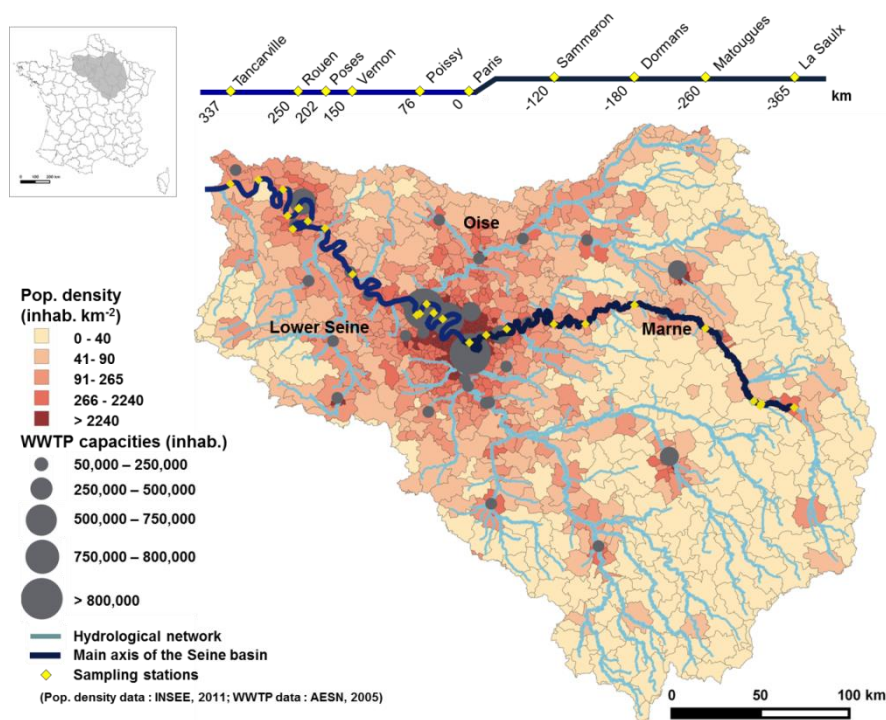 Tancarville
Rouen
Poses
Vernon
Poissy
Paris
Sammeron
Dormans
Matougues
La Saulx
337
250
202
150
76
0
-120
-180
-260
-365
km
Oise
Lower Seine
Marne
Pop. density
(inhab. km-2)
0 - 40
41- 90
91- 265
266 - 2240
> 2240
WWTP capacities (inhab.)
50,000 – 250,000
250,000 – 500,000
500,000 – 750,000
750,000 – 800,000
> 800,000
Hydrological network
Main axis of the Seine basin
Sampling stations
(Pop. density data : INSEE, 2011; WWTP data : AESN, 2005)
0 50 100 km